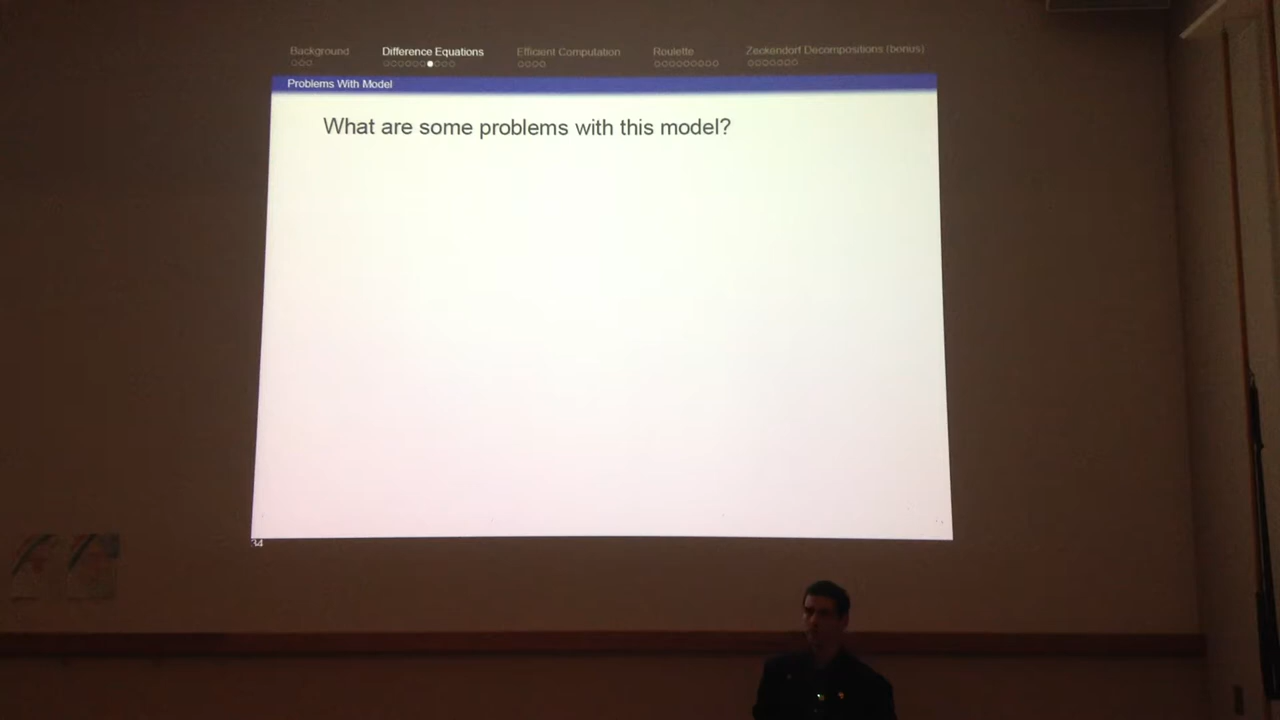 Background Difference Equations Efficient Computation Roulette Zeckendorf Decompositions (bonus)
Problems With Model
What are some problems with this model?
34